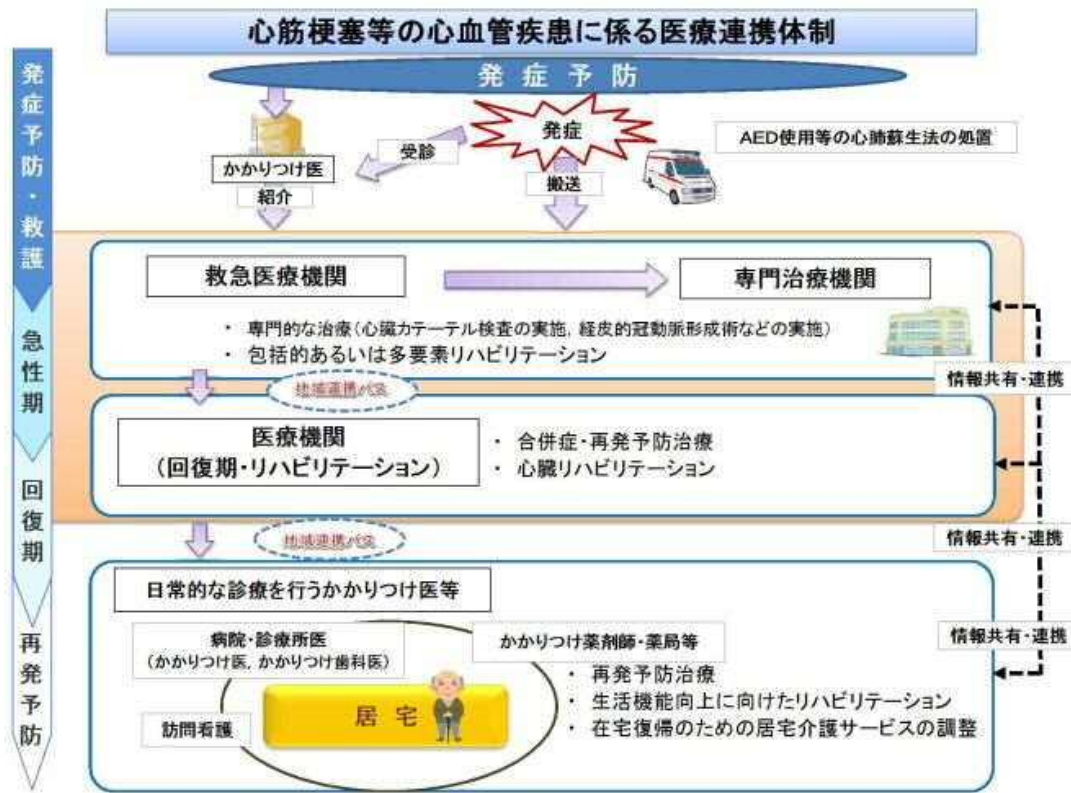 心筋梗塞等の心血管疾患に係る医療連携体制
発症予防
発症予防・救護
急性期
回復期
再発予防
発症
AED使用等の心肺蘇生法の処置
受診
かかりつけ医
紹介
搬送
救急医療機関
専門治療機関
・ 専門的な治療(心臓カテーテル検査の実施, 経皮的冠動脈形成術などの実施)
・ 包括的あるいは多要素リハビリテーション
地域連携パス
情報共有・連携
医療機関
(回復期・リハビリテーション)
・ 合併症・再発予防治療
・ 心臓リハビリテーション
地域連携パス
情報共有・連携
日常的な診療を行うかかりつけ医等
病院・診療所医
(かかりつけ医, かかりつけ歯科医)
かかりつけ薬剤師・薬局等
情報共有・連携
・ 再発予防治療
・ 生活機能向上に向けたリハビリテーション
・ 在宅復帰のための居宅介護サービスの調整
居宅
訪問看護